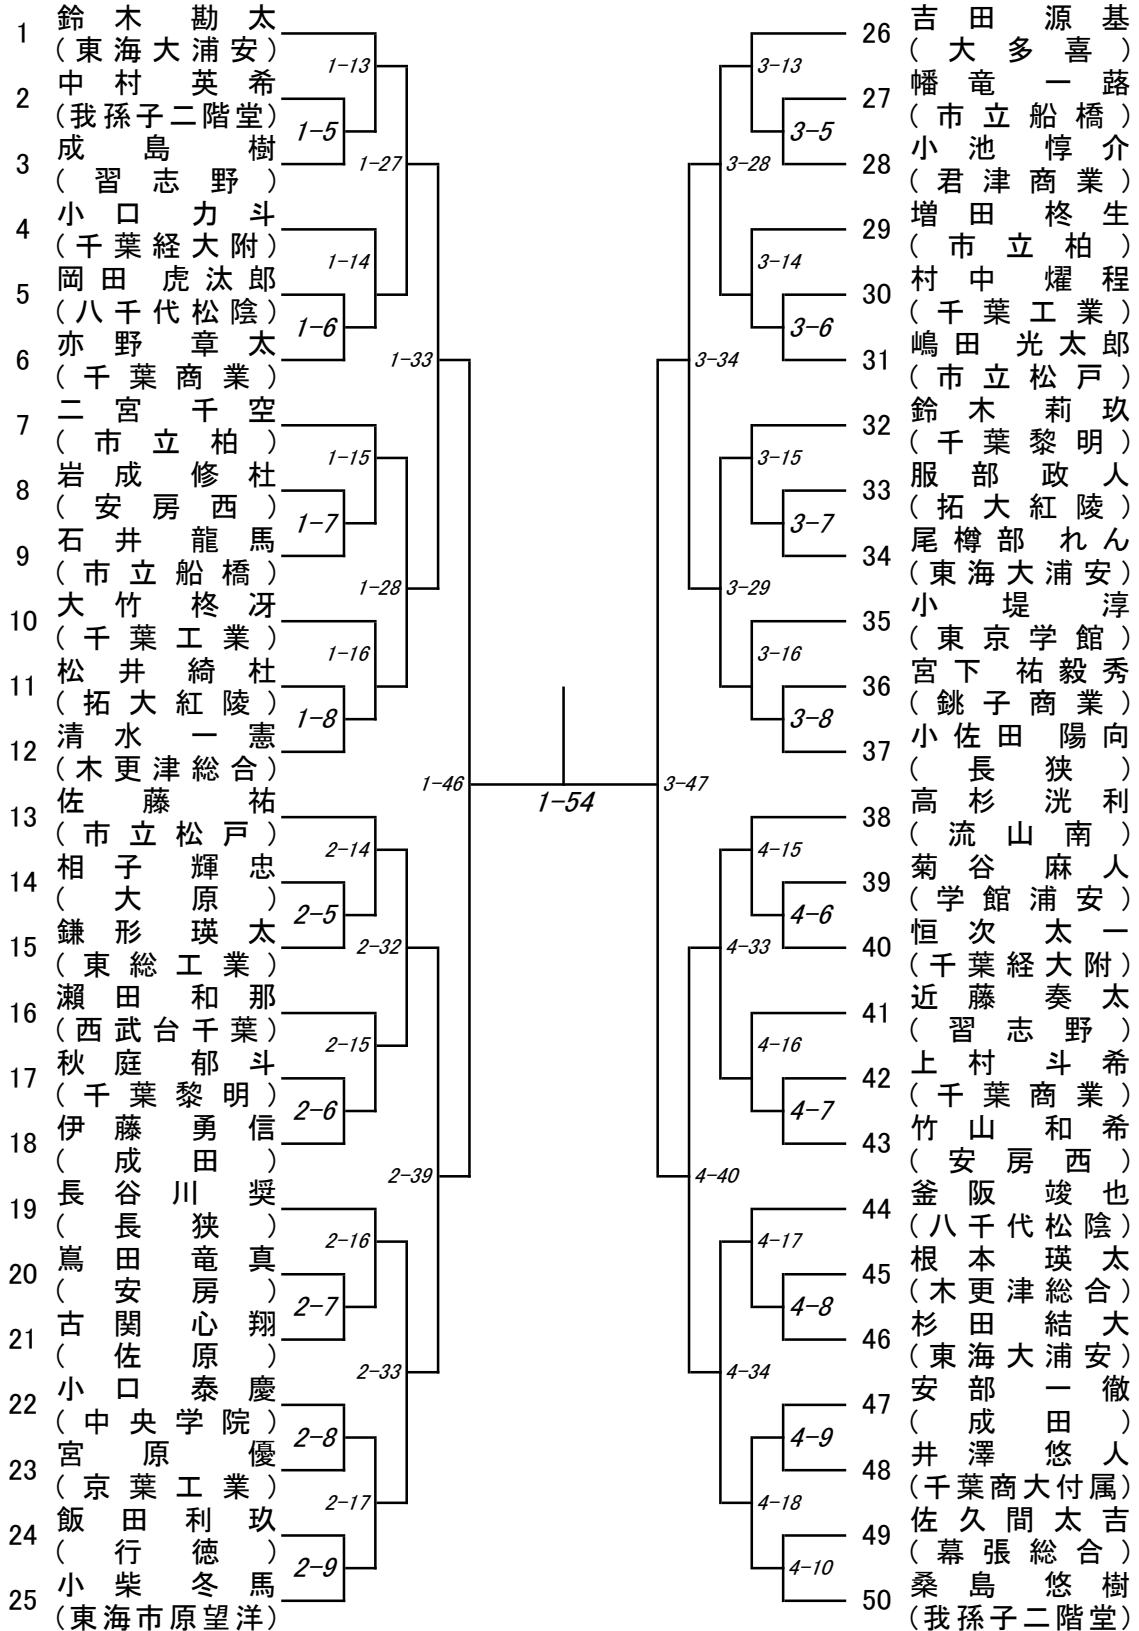 1 鈴木 勘太
(東海大浦安)
2 中村 英希
(我孫子二階堂)
3 成島 樹
(習志野)
4 小口 力斗
(千葉経大附)
5 岡田 虎汰郎
(八千代松陰)
6 亦野 章太
(千葉商業)
7 二宮 千空
(市立柏)
8 岩成 修杜
(安房西)
9 石井 龍馬
(市立船橋)
10 大竹 柊冴
(千葉工業)
11 松井 綺杜
(拓大紅陵)
12 清水 一憲
(木更津総合)
13 佐藤 祐
(市立松戸)
14 相子 輝忠
(大原)
15 鎌形 瑛太
(東総工業)
16 瀨田 和那
(西武台千葉)
17 秋庭 郁斗
(千葉黎明)
18 伊藤 勇信
(成田)
19 長谷川 奨
(長狭)
20 嶌田 竜真
(安房)
21 古関 心翔
(佐原)
22 小口 泰慶
(中央学院)
23 宮原 優
(京葉工業)
24 飯田 利玖
(行徳)
25 小柴 冬馬
(東海市原望洋)
1-13
1-5
1-27
1-14
1-6
1-33
1-15
1-7
1-28
1-16
1-8
1-46
2-14
2-5
2-32
2-15
2-6
2-39
2-16
2-7
2-33
2-8
2-17
2-9
1-54
3-13
3-5
3-28
3-14
3-6
3-34
3-15
3-7
3-29
3-16
3-8
3-47
4-15
4-6
4-33
4-16
4-7
4-40
4-17
4-8
4-34
4-9
4-18
4-10
26 吉田 源基
(大多喜)
27 幡竜 一蕗
(市立船橋)
28 小池 惇介
(君津商業)
29 増田 柊生
(市立柏)
30 村中 燿程
(千葉工業)
31 嶋田 光太郎
(市立松戸)
32 鈴木 莉玖
(千葉黎明)
33 服部 政人
(拓大紅陵)
34 尾樽部 れん
(東海大浦安)
35 小堤 淳
(東京学館)
36 宮下 祐毅秀
(銚子商業)
37 小佐田 陽向
(長狭)
38 高杉 洸利
(流山南)
39 菊谷 麻人
(学館浦安)
40 恒次 太一
(千葉経大附)
41 近藤 奏太
(習志野)
42 上村 斗希
(千葉商業)
43 竹山 和希
(安房西)
44 釜阪 竣也
(八千代松陰)
45 根本 瑛太
(木更津総合)
46 杉田 結大
(東海大浦安)
47 安部 一徹
(成田)
48 井澤 悠人
(千葉商大付属)
49 佐久間 太吉
(幕張総合)
50 桑島 悠樹
(我孫子二階堂)